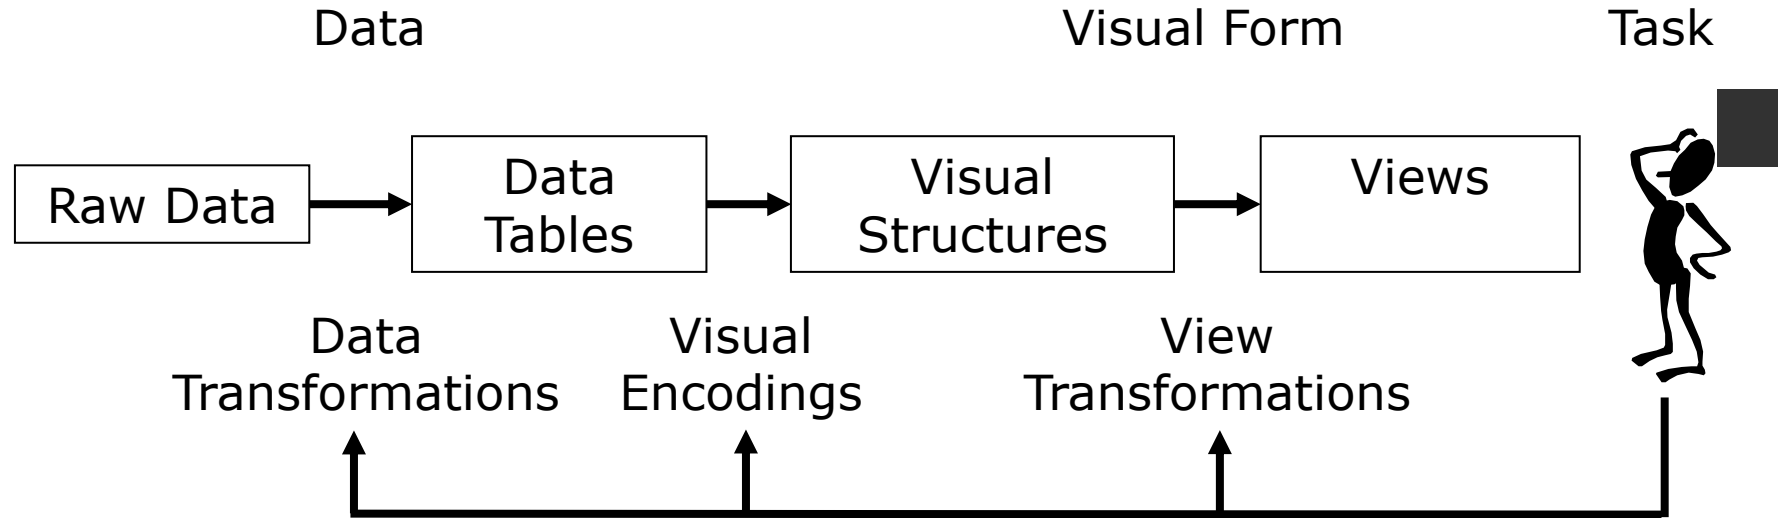 Data
Visual Form
Task
Raw Data
Data
Tables
Visual
Structures
Views
Data
Transformations
Visual
Encodings
View
Transformations